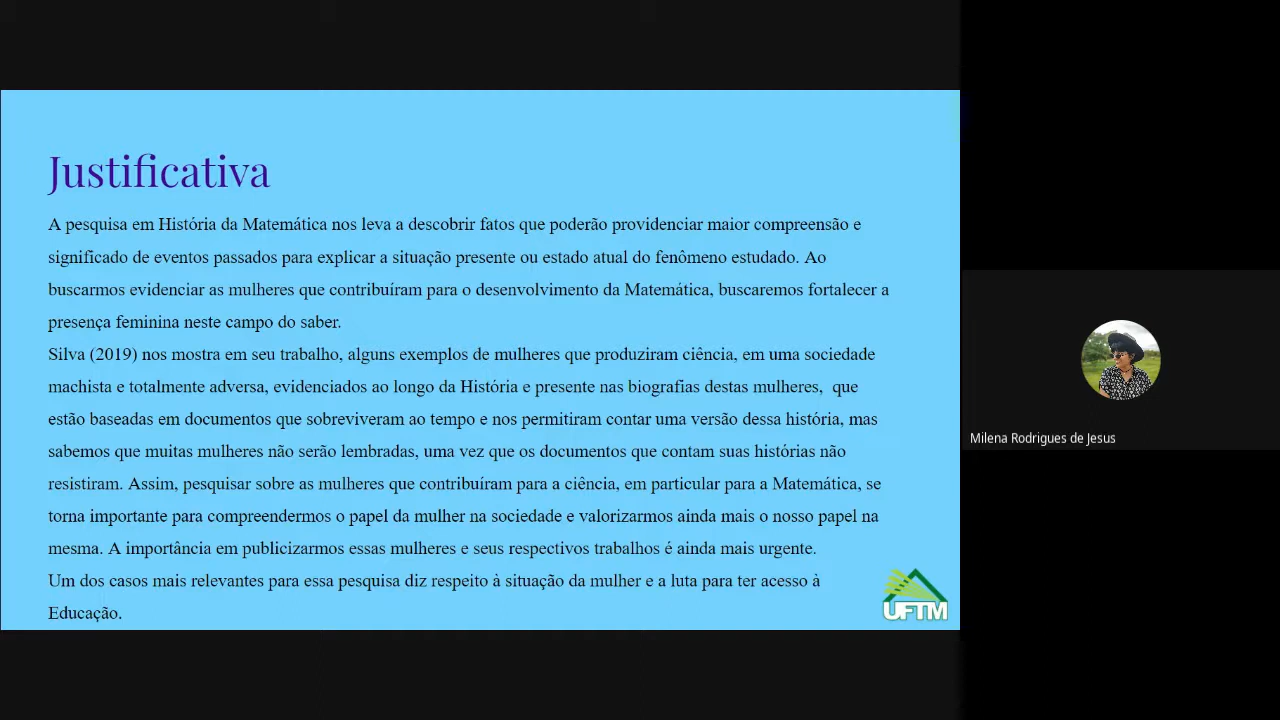 Justificativa
A pesquisa em História da Matemática nos leva a descobrir fatos que poderão providenciar maior compreensão e
significado de eventos passados para explicar a situação presente ou estado atual do fenômeno estudado. Ao
buscarmos evidenciar as mulheres que contribuíram para o desenvolvimento da Matemática, buscaremos fortalecer a
presença feminina neste campo do saber.
Silva (2019) nos mostra em seu trabalho, alguns exemplos de mulheres que produziram ciência, em uma sociedade
machista e totalmente adversa, evidenciados ao longo da História e presente nas biografias destas mulheres,  que
estão baseadas em documentos que sobreviveram ao tempo e nos permitiram contar uma versão dessa história, mas
sabemos que muitas mulheres não serão lembradas, uma vez que os documentos que contam suas histórias não
resistiram. Assim, pesquisar sobre as mulheres que contribuíram para a ciência, em particular para a Matemática, se
torna importante para compreendermos o papel da mulher na sociedade e valorizarmos ainda mais o nosso papel na
mesma. A importância em publicizarmos essas mulheres e seus respectivos trabalhos é ainda mais urgente.
Um dos casos mais relevantes para essa pesquisa diz respeito à situação da mulher e a luta para ter acesso à
Educação.
UFTM
Milena Rodrigues de Jesus